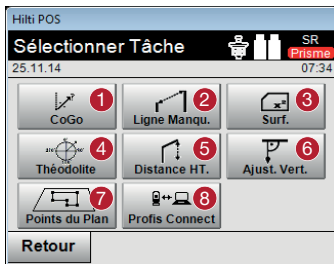 Hilti POS
Sélectionner Tâche
SR
Prisme
25.11.14
07:34
1
CoGo
2
Ligne Manqu.
3
x²
Surf.
4
Théodolite
5
Distance HT.
6
Ajust. Vert.
7
Points du Plan
8
Profis Connect
Retour